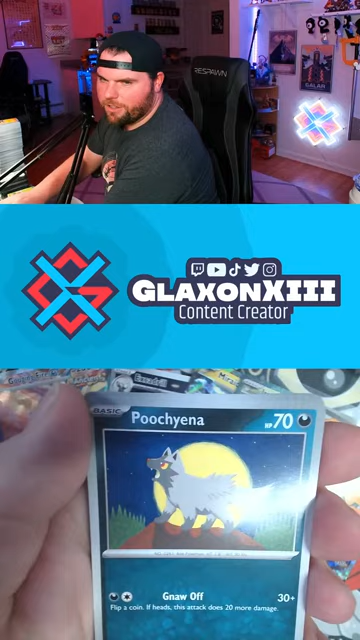 RESPAWN
GALAR
GLAXONXIII
Content Creator
BASIC
Poochyena
HP 70
Gnaw Off
30+
Flip a coin. If heads, this attack does 20 more damage.